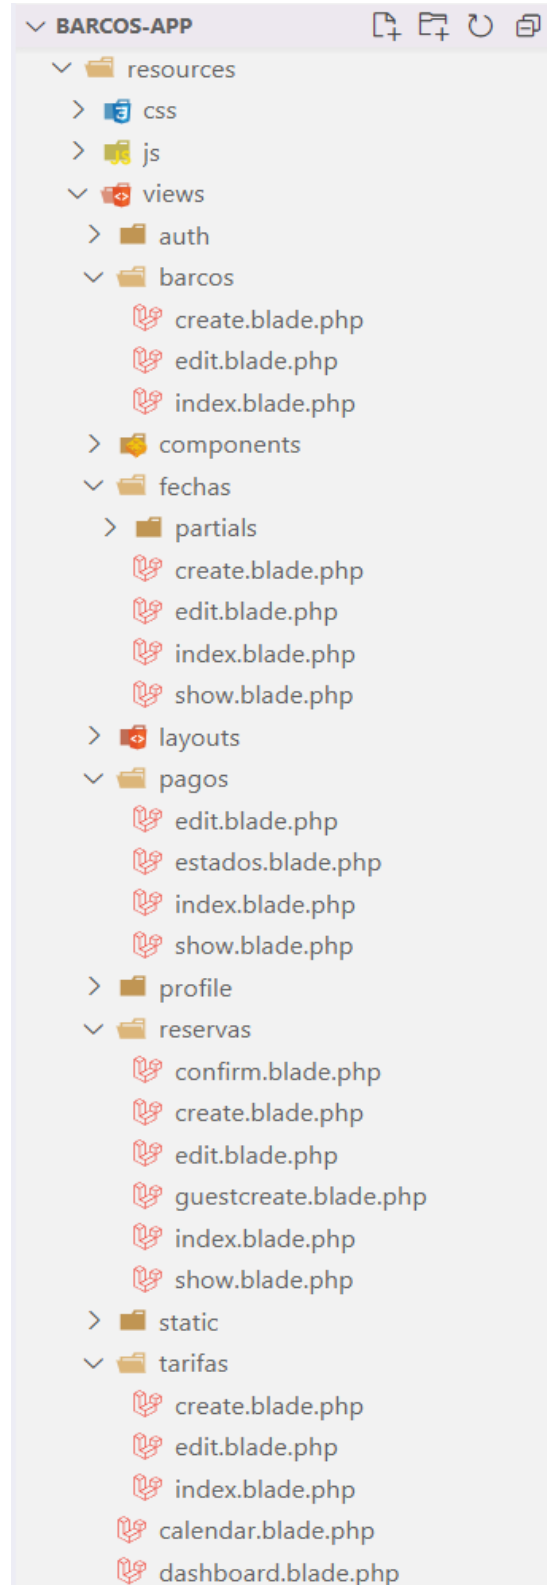 BARCOS-APP
resources
css
js
views
auth
barcos
create.blade.php
edit.blade.php
index.blade.php
components
fechas
partials
create.blade.php
edit.blade.php
index.blade.php
show.blade.php
layouts
pagos
edit.blade.php
estados.blade.php
index.blade.php
show.blade.php
profile
reservas
confirm.blade.php
create.blade.php
edit.blade.php
guestcreate.blade.php
index.blade.php
show.blade.php
static
tarifas
create.blade.php
edit.blade.php
index.blade.php
calendar.blade.php
dashboard.blade.php